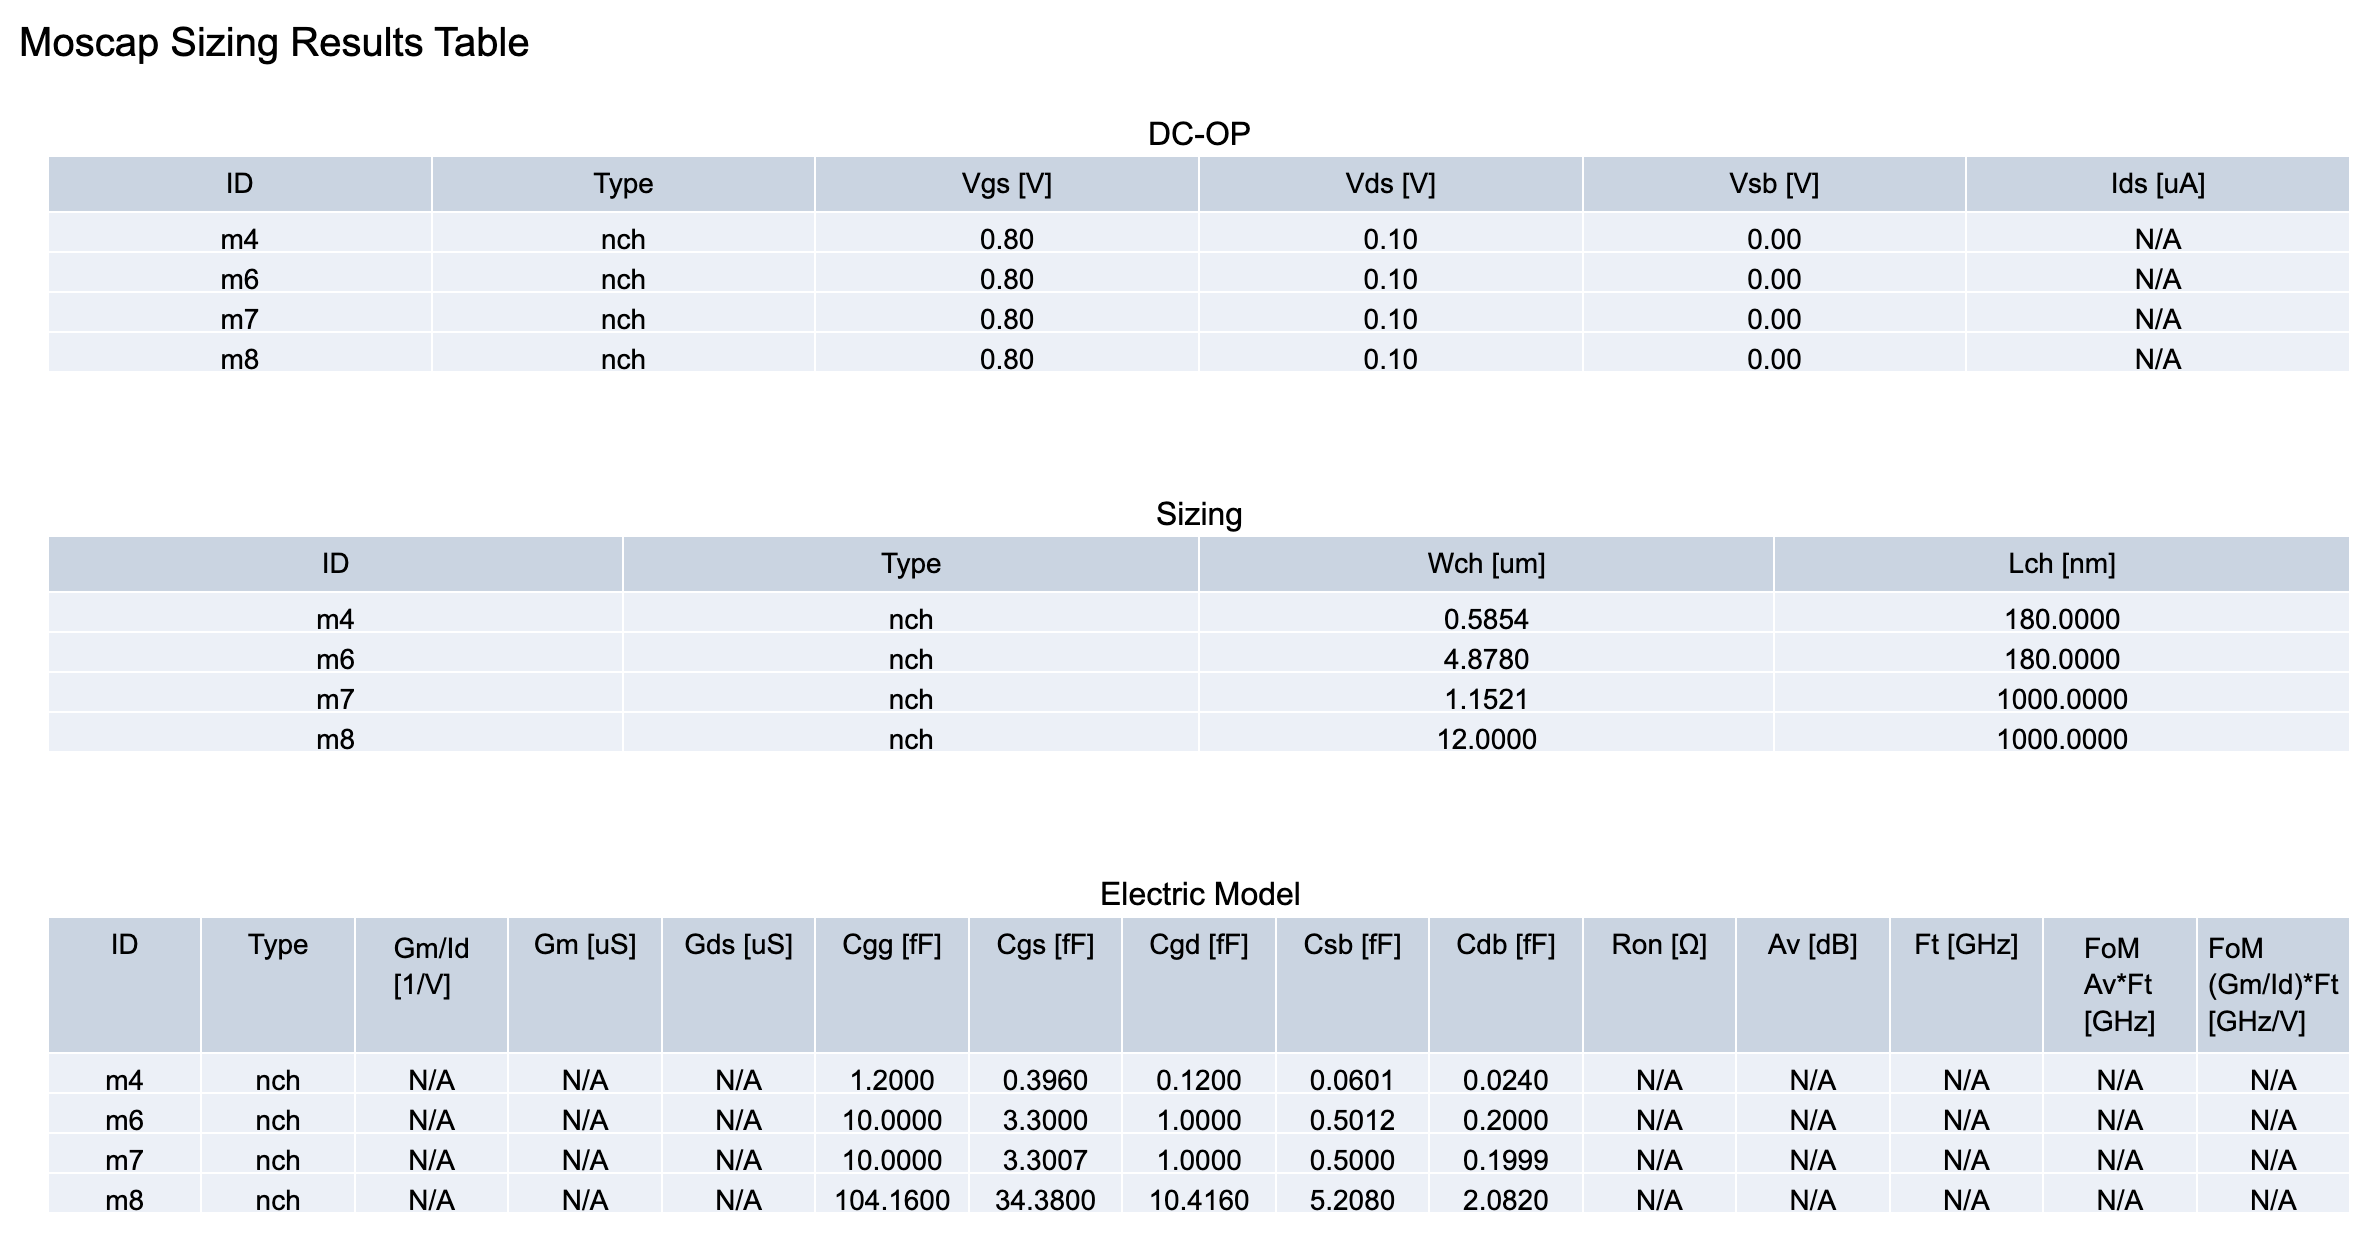 Moscap Sizing Results Table
DC-OP
ID Type Vgs [V] Vds [V] Vsb [V] Ids [uA]
m4 nch 0.80 0.10 0.00 N/A
m6 nch 0.80 0.10 0.00 N/A
m7 nch 0.80 0.10 0.00 N/A
m8 nch 0.80 0.10 0.00 N/A
Sizing
ID Type Wch [um] Lch [nm]
m4 nch 0.5854 180.0000
m6 nch 4.8780 180.0000
m7 nch 1.1521 1000.0000
m8 nch 12.0000 1000.0000
Electric Model
ID Type Gm/Id [1/V] Gm [uS] Gds [uS] Cgg [fF] Cgs [fF] Cgd [fF] Csb [fF] Cdb [fF] Ron [Ω] Av [dB] Ft [GHz] FoM Av*Ft [GHz] FoM (Gm/Id)*Ft [GHz/V]
m4 nch N/A N/A N/A 1.2000 0.3960 0.1200 0.0601 0.0240 N/A N/A N/A N/A N/A
m6 nch N/A N/A N/A 10.0000 3.3000 1.0000 0.5012 0.2000 N/A N/A N/A N/A N/A
m7 nch N/A N/A N/A 10.0000 3.3007 1.0000 0.5000 0.1999 N/A N/A N/A N/A N/A
m8 nch N/A N/A N/A 104.1600 34.3800 10.4160 5.2080 2.0820 N/A N/A N/A N/A N/A